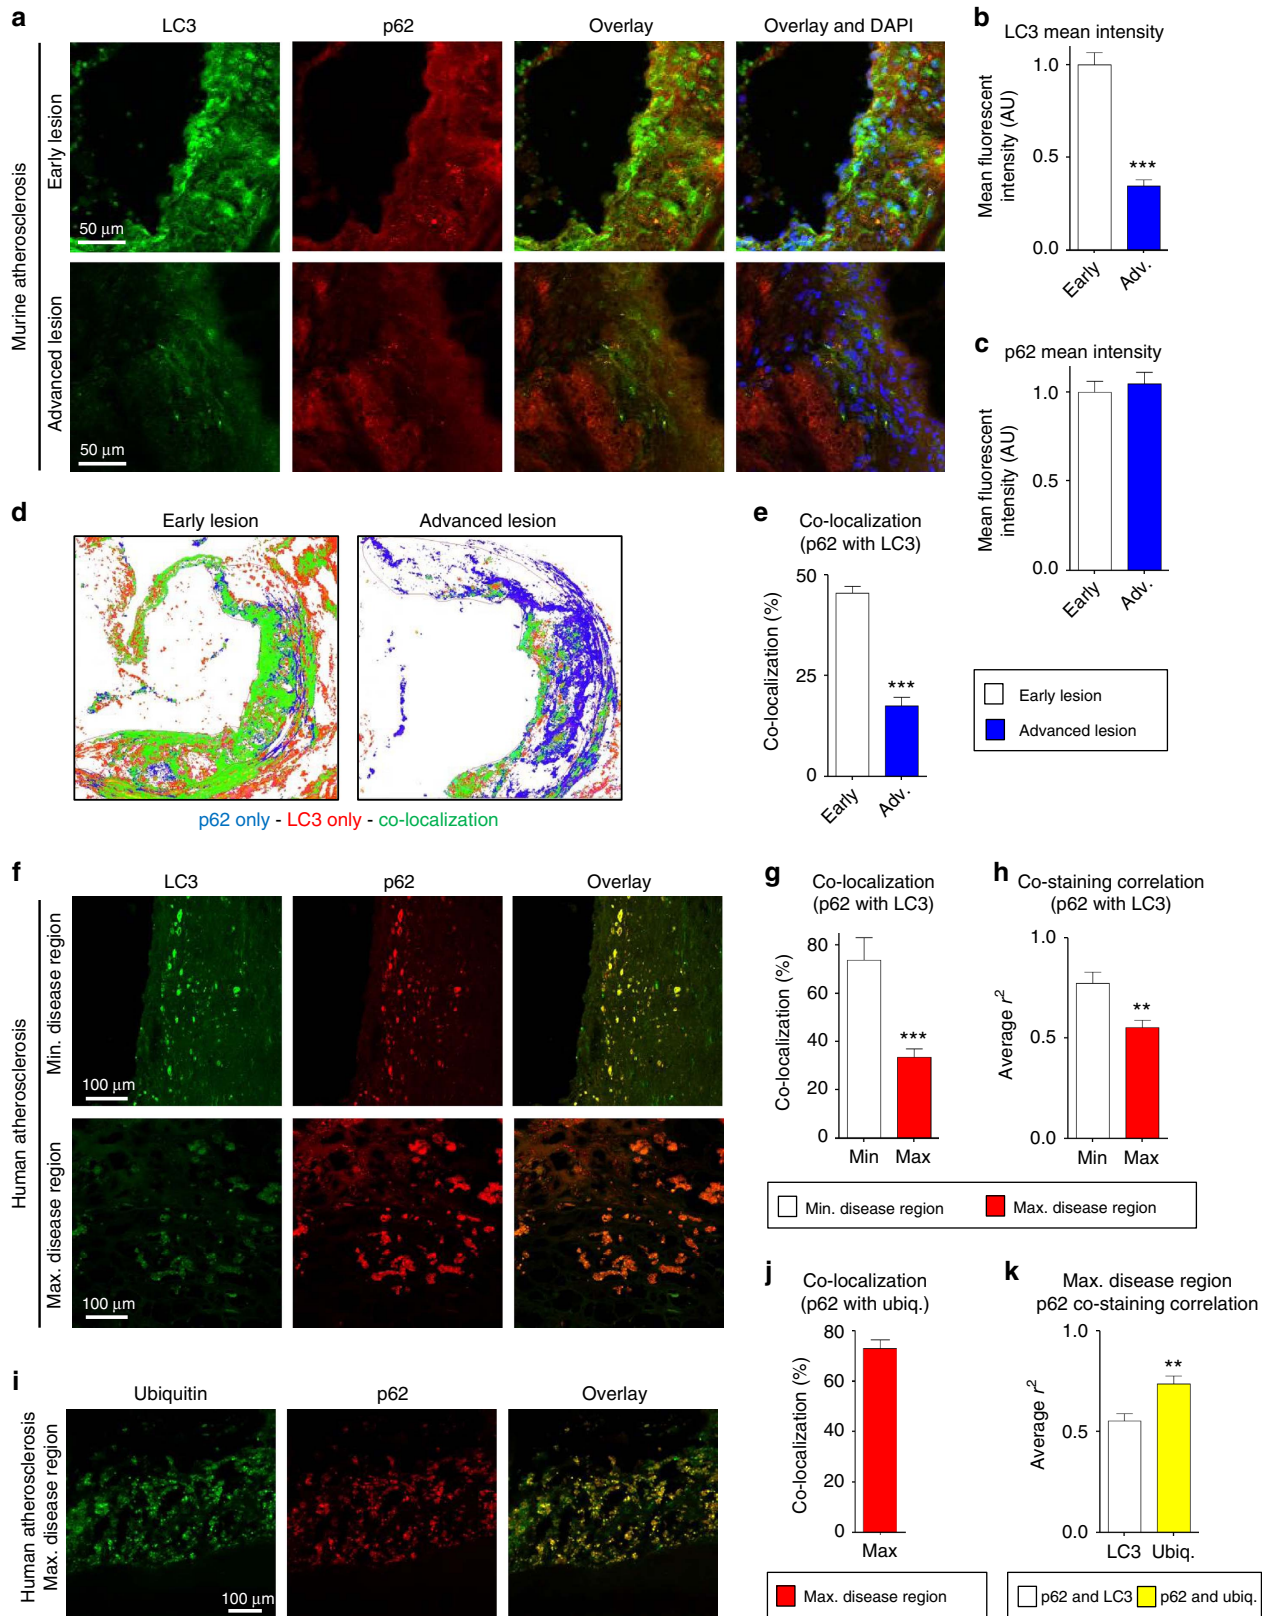 a
LC3
p62
Overlay
Overlay and DAPI
Murine atherosclerosis
Early lesion
50 μm
Advanced lesion
50 μm
b
LC3 mean intensity
Mean fluorescent
intensity (AU)
1.0
0.5
0.0
***
Early
Adv.
c
p62 mean intensity
Mean fluorescent
intensity (AU)
1.0
0.5
0.0
Early
Adv.
Early lesion
Advanced lesion
d
Early lesion
Advanced lesion
p62 only - LC3 only - co-localization
e
Co-localization
(p62 with LC3)
Co-localization (%)
50
25
0
***
Early
Adv.
f
LC3
p62
Overlay
Human atherosclerosis
Min. disease region
100 μm
Max. disease region
100 μm
g
Co-localization
(p62 with LC3)
Co-localization (%)
80
60
40
20
0
***
Min
Max
h
Co-staining correlation
(p62 with LC3)
Average r²
1.0
0.5
0.0
**
Min
Max
Min. disease region
Max. disease region
i
Ubiquitin
p62
Overlay
Human atherosclerosis
Max. disease region
100 μm
j
Co-localization
(p62 with ubiq.)
Co-localization (%)
80
60
40
20
0
Max
Max. disease region
k
Max. disease region
p62 co-staining correlation
Average r²
1.0
0.5
0.0
**
LC3
Ubiq.
p62 and LC3
p62 and ubiq.